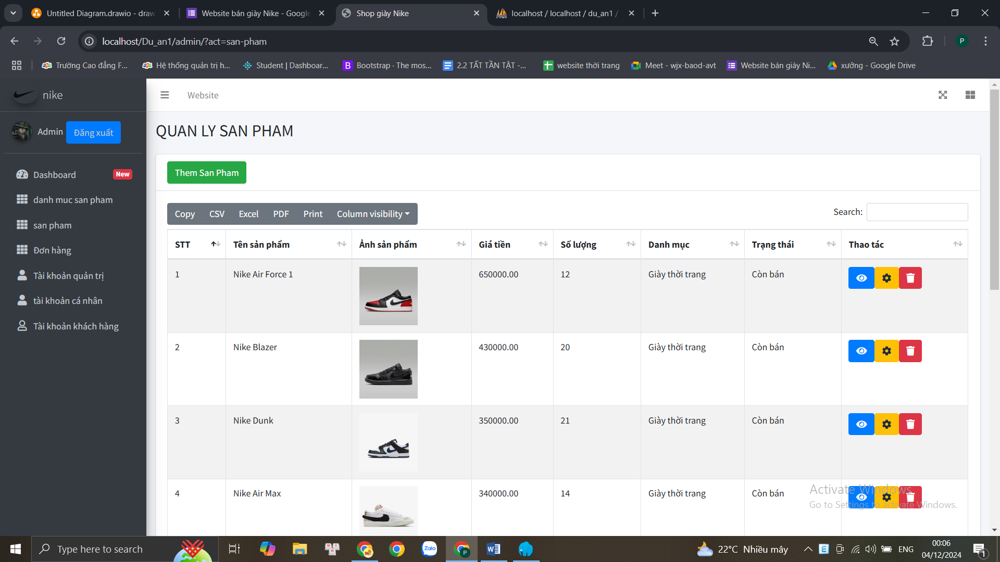 Untitled Diagram.drawio - draw
Website bán giày Nike - Google
Shop giày Nike
localhost / localhost / du_an1 /
localhost/Du_an1/admin/?act=san-pham
P
Trường Cao đẳng F...
Hệ thống quản trị h...
Student | Dashboar...
B Bootstrap · The mos...
2.2 TẤT TẦN TẬT -...
website thời trang
Meet - wjx-baod-avt
Website bán giày Ni...
xưởng - Google Drive
nike
Website
Admin Đăng xuất
QUAN LY SAN PHAM
Dashboard New
danh muc san pham
san pham
Đơn hàng
Tài khoản quản trị
tài khoản cá nhân
Tài khoản khách hàng
Them San Pham
Copy CSV Excel PDF Print Column visibility
Search:
STT Tên sản phẩm Ảnh sản phẩm Giá tiền Số lượng Danh mục Trạng thái Thao tác
1 Nike Air Force 1 650000.00 12 Giày thời trang Còn bán
2 Nike Blazer 430000.00 20 Giày thời trang Còn bán
3 Nike Dunk 350000.00 21 Giày thời trang Còn bán
4 Nike Air Max 340000.00 14 Giày thời trang Còn bán
Activate Windows
Go to Settings to activate Windows.
Type here to search
Zalo
P
22°C Nhiều mây
E
ENG
00:06
04/12/2024
1